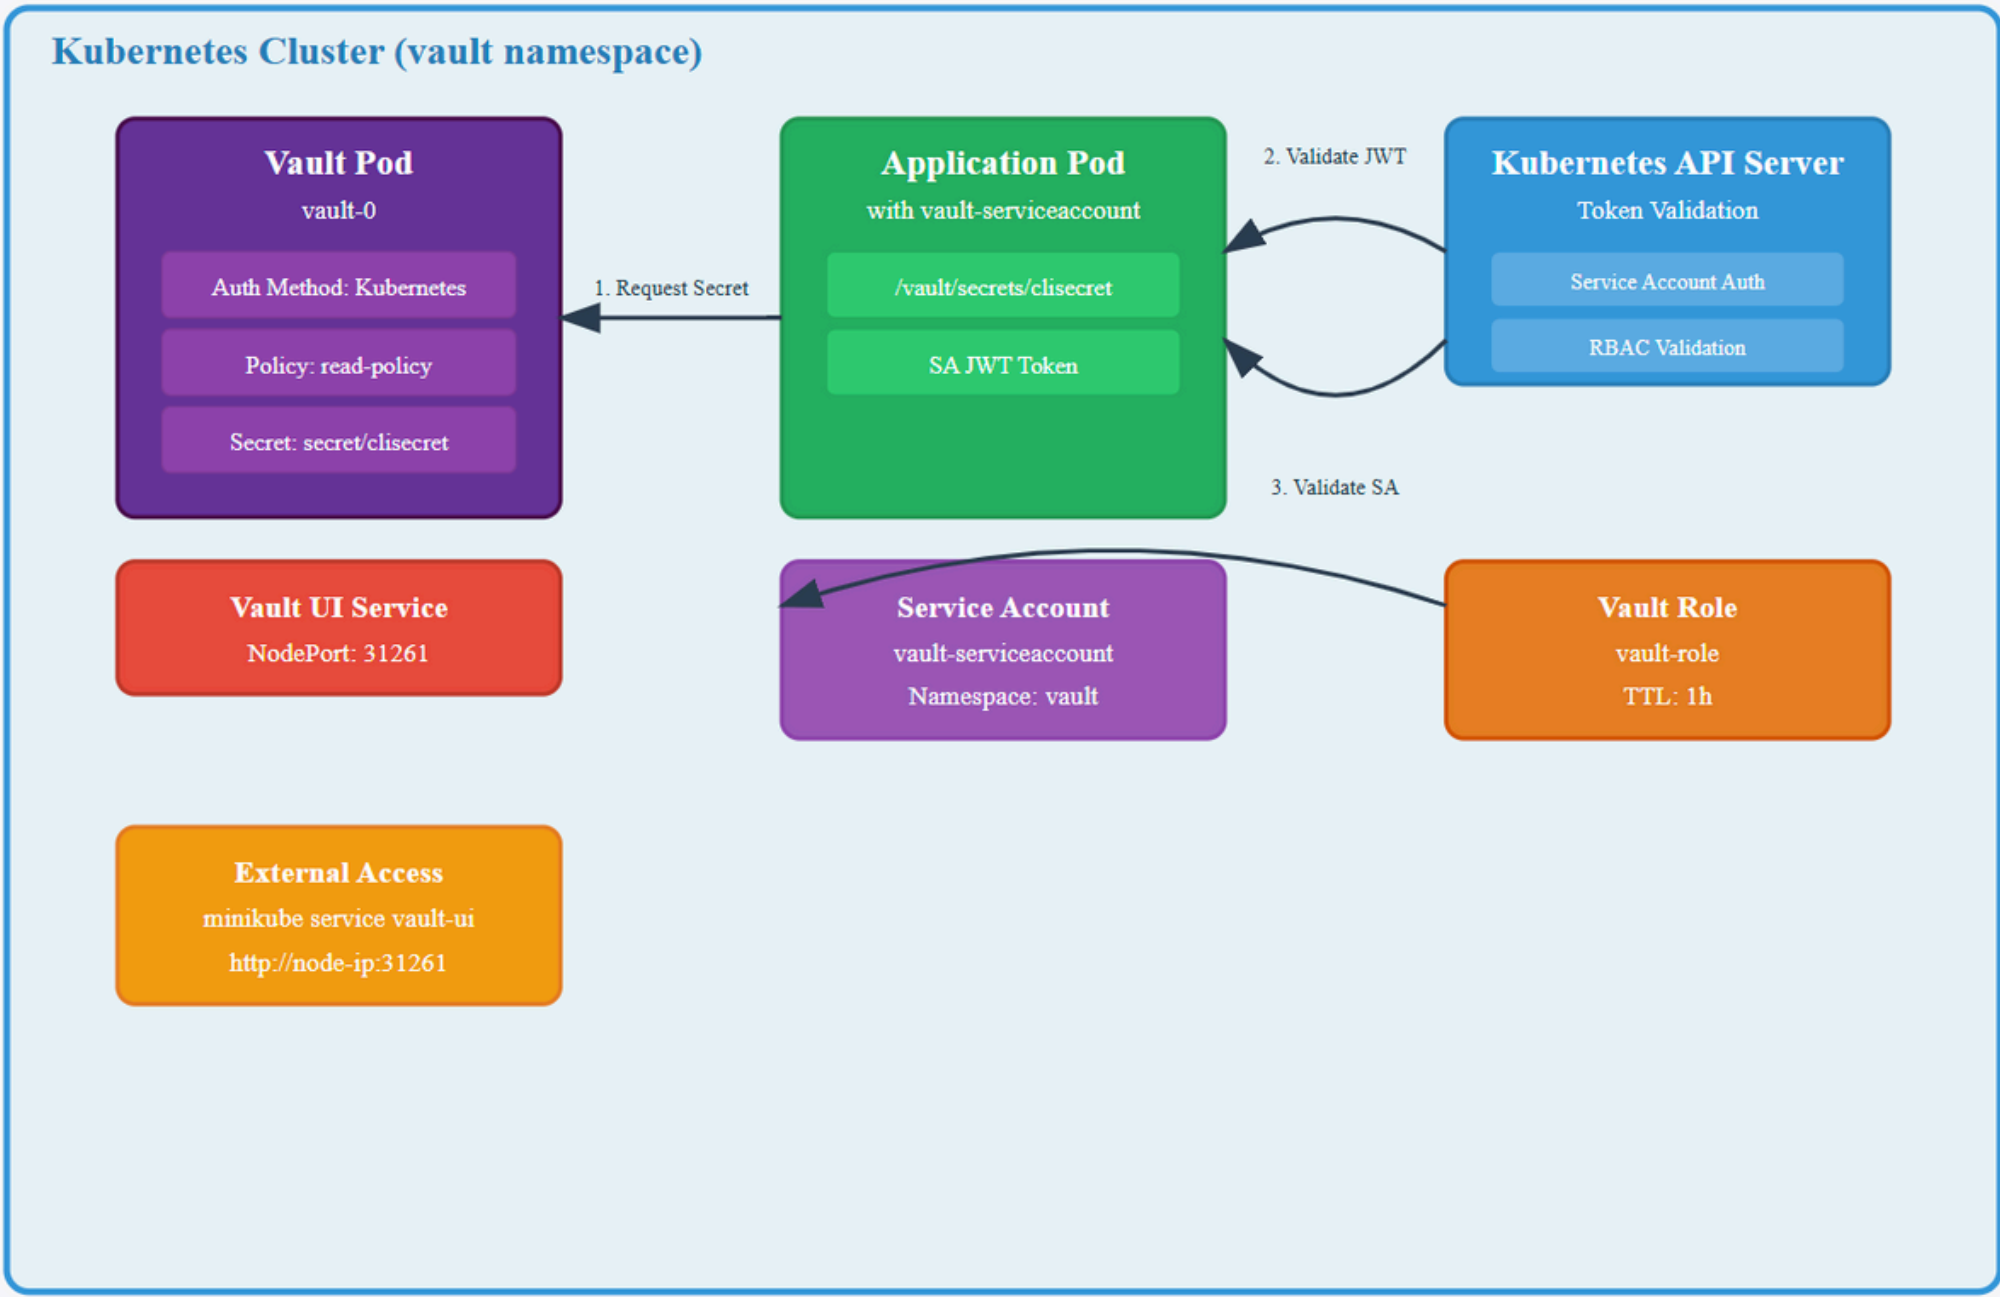 Kubernetes Cluster (vault namespace)
Vault Pod
vault-0
Auth Method: Kubernetes
Policy: read-policy
Secret: secret/clisecret
1. Request Secret
Application Pod
with vault-serviceaccount
/vault/secrets/clisecret
SA JWT Token
2. Validate JWT
3. Validate SA
Kubernetes API Server
Token Validation
Service Account Auth
RBAC Validation
Vault UI Service
NodePort: 31261
Service Account
vault-serviceaccount
Namespace: vault
Vault Role
vault-role
TTL: 1h
External Access
minikube service vault-ui
http://node-ip:31261